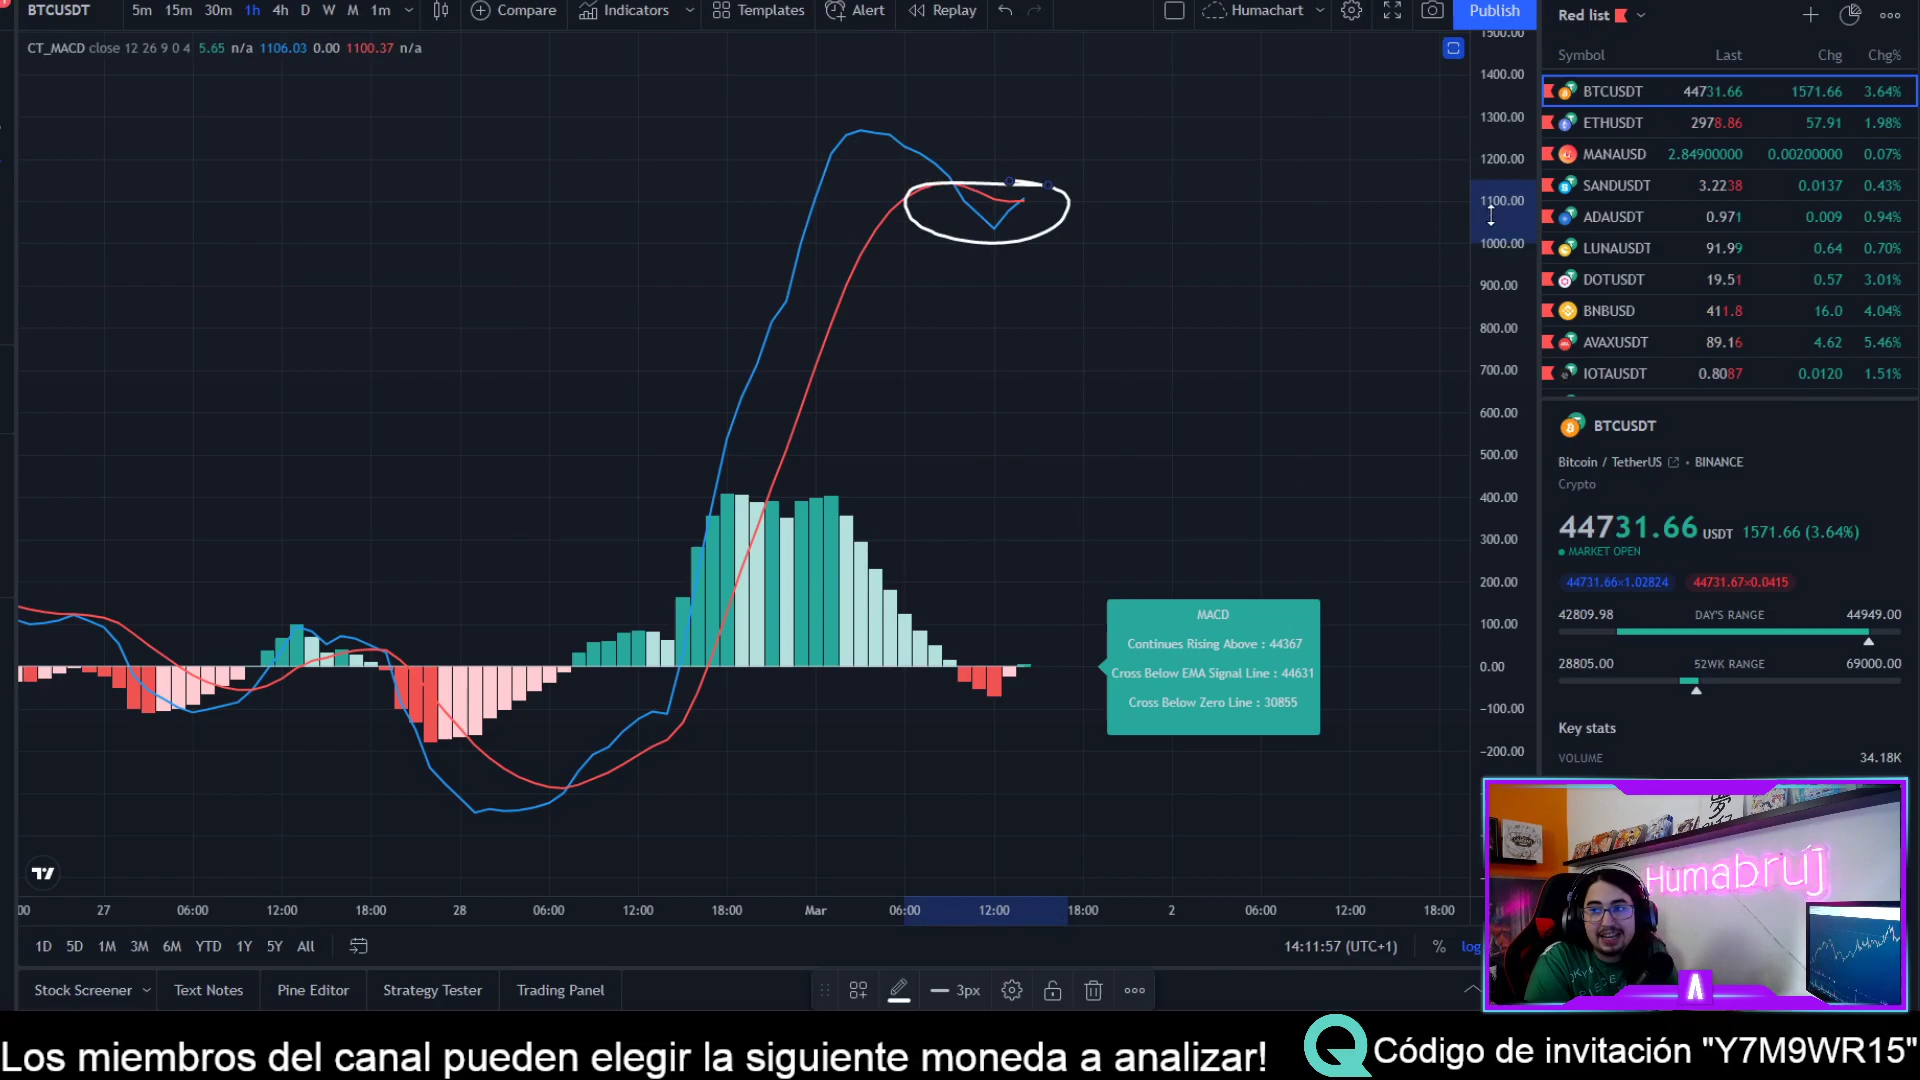 BTCUSDT 5m 15m 30m 1h 4h D W M 1m Compare Indicators Templates Alert Replay Humachart Publish
CT_MACD close 12 26 9 0 4 5.65 n/a 1106.03 0.00 1100.37 n/a
1500.00
1400.00
1300.00
1200.00
1100.00
1000.00
900.00
800.00
700.00
600.00
500.00
400.00
300.00
200.00
100.00
0.00
−100.00
−200.00
MACD
Continues Rising Above : 44367
Cross Below EMA Signal Line : 44631
Cross Below Zero Line : 30855
27 06:00 12:00 18:00 28 06:00 12:00 18:00 Mar 06:00 12:00 18:00 2 06:00 12:00 18:00
1D 5D 1M 3M 6M YTD 1Y 5Y All 14:11:57 (UTC+1) % log
Stock Screener Text Notes Pine Editor Strategy Tester Trading Panel 3px
Red list
Symbol Last Chg Chg%
BTCUSDT 44731.66 1571.66 3.64%
ETHUSDT 2978.86 57.91 1.98%
MANAUSD 2.84900000 0.00200000 0.07%
SANDUSDT 3.2238 0.0137 0.43%
ADAUSDT 0.971 0.009 0.94%
LUNAUSDT 91.99 0.64 0.70%
DOTUSDT 19.51 0.57 3.01%
BNBUSD 411.8 16.0 4.04%
AVAXUSDT 89.16 4.62 5.46%
IOTAUSDT 0.8087 0.0120 1.51%
BTCUSDT
Bitcoin / TetherUS • BINANCE
Crypto
44731.66 USDT 1571.66 (3.64%)
MARKET OPEN
44731.66×1.02824 44731.67×0.0415
42809.98 DAY'S RANGE 44949.00
28805.00 52WK RANGE 69000.00
Key stats
VOLUME 34.18K
Humabruj
Los miembros del canal pueden elegir la siguiente moneda a analizar!
Código de invitación "Y7M9WR15"